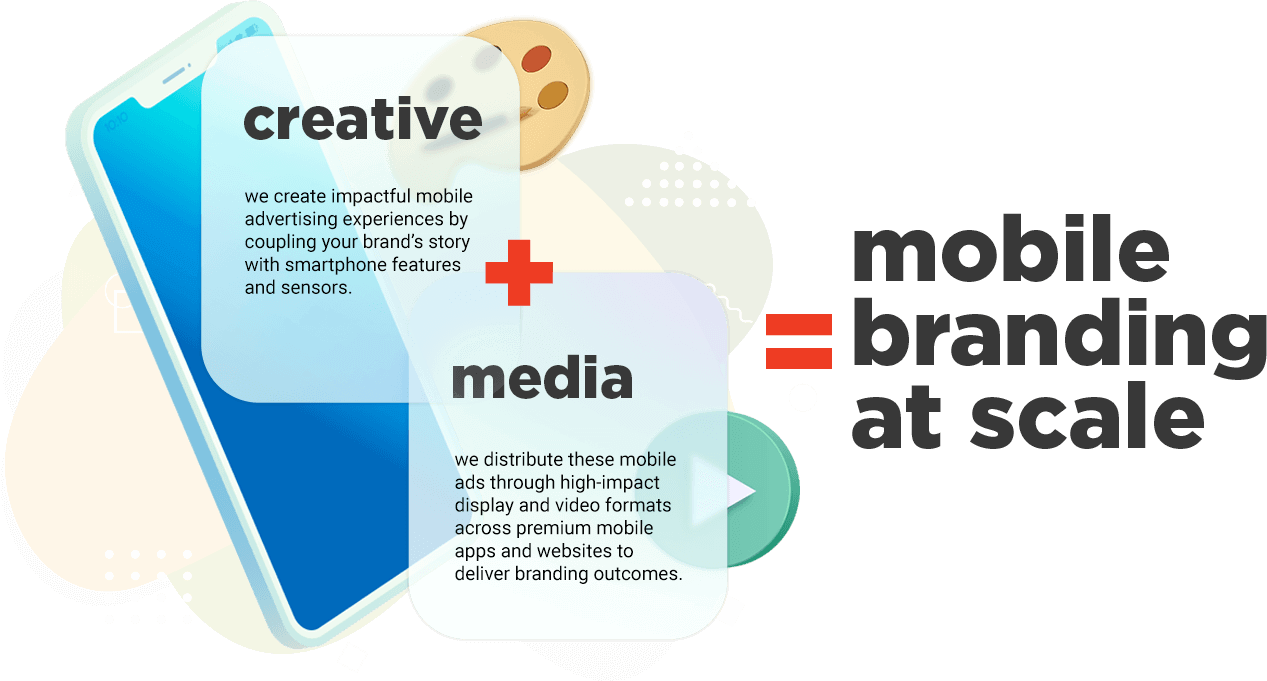 10:10
creative
we create impactful mobile
advertising experiences by
coupling your brand’s story
with smartphone features
and sensors.
+
media
we distribute these mobile
ads through high-impact
display and video formats
across premium mobile
apps and websites to
deliver branding outcomes.
=
mobile
branding
at scale